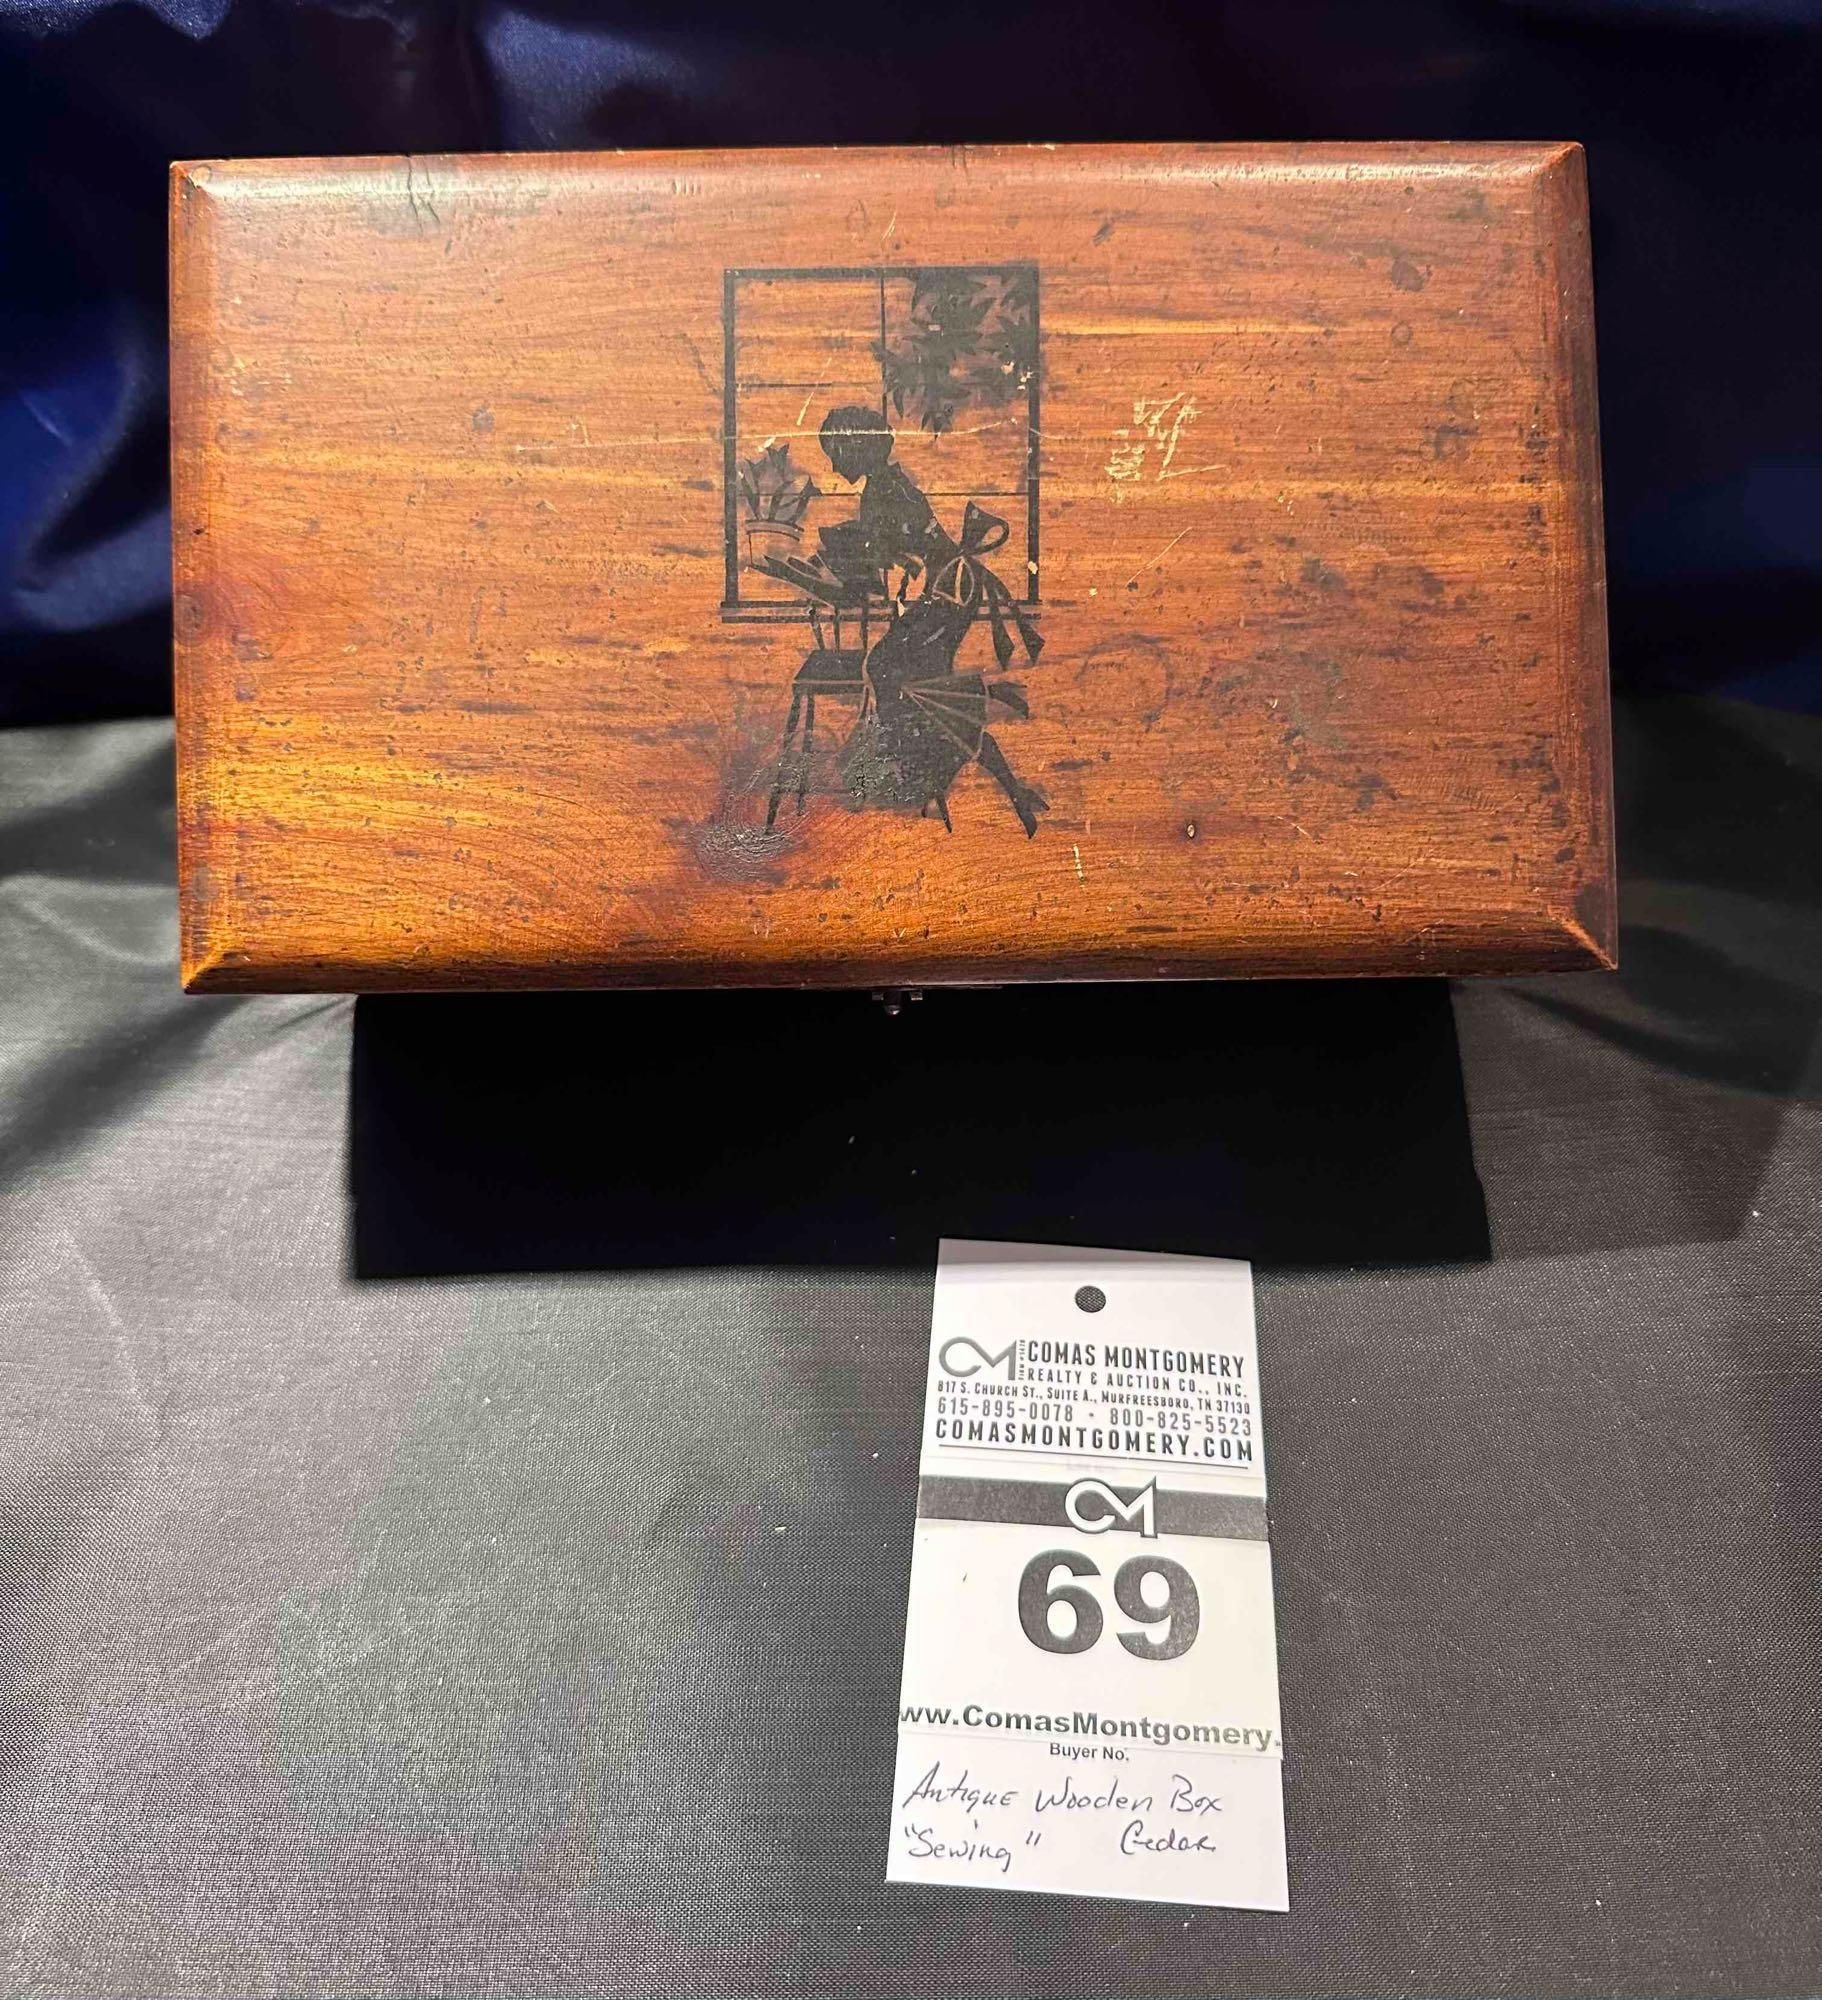 CM COMAS MONTGOMERY
REALTY & AUCTION CO., INC.
817 S. CHURCH ST., SUITE A., MURFREESBORO, TN 37130
615-895-0078 • 800-825-5523
COMASMONTGOMERY.COM
CM
69
ww.ComasMontgomery.
Buyer No.
Antique Wooden Box
"Sewing" Cedar